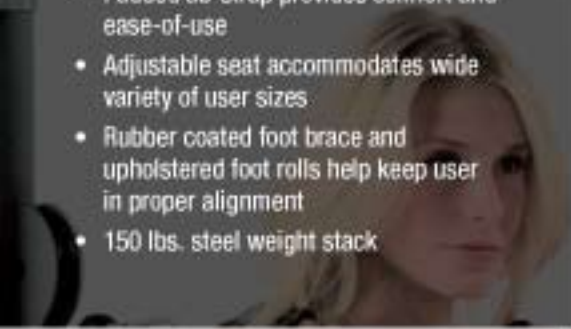 ease-of-use
• Adjustable seat accommodates wide
variety of user sizes
• Rubber coated foot brace and
upholstered foot rolls help keep user
in proper alignment
• 150 lbs. steel weight stack